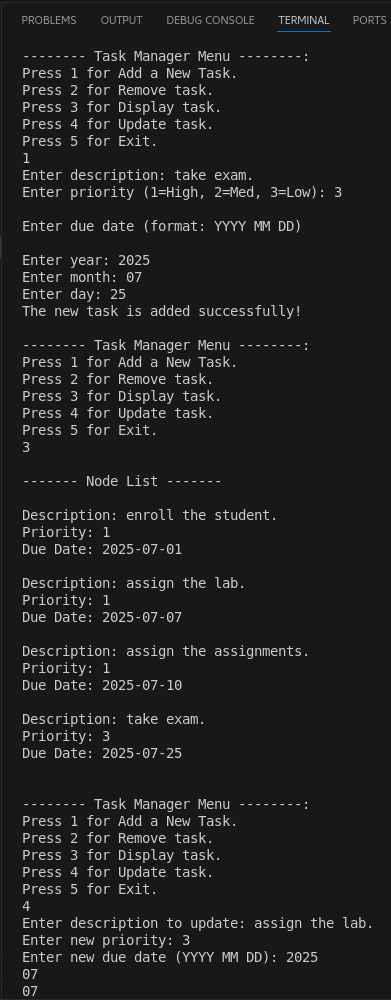 PROBLEMS OUTPUT DEBUG CONSOLE TERMINAL PORTS
-------- Task Manager Menu --------:
Press 1 for Add a New Task.
Press 2 for Remove task.
Press 3 for Display task.
Press 4 for Update task.
Press 5 for Exit.
1
Enter description: take exam.
Enter priority (1=High, 2=Med, 3=Low): 3
Enter due date (format: YYYY MM DD)
Enter year: 2025
Enter month: 07
Enter day: 25
The new task is added successfully!
-------- Task Manager Menu --------:
Press 1 for Add a New Task.
Press 2 for Remove task.
Press 3 for Display task.
Press 4 for Update task.
Press 5 for Exit.
3
------- Node List -------
Description: enroll the student.
Priority: 1
Due Date: 2025-07-01
Description: assign the lab.
Priority: 1
Due Date: 2025-07-07
Description: assign the assignments.
Priority: 1
Due Date: 2025-07-10
Description: take exam.
Priority: 3
Due Date: 2025-07-25
-------- Task Manager Menu --------:
Press 1 for Add a New Task.
Press 2 for Remove task.
Press 3 for Display task.
Press 4 for Update task.
Press 5 for Exit.
4
Enter description to update: assign the lab.
Enter new priority: 3
Enter new due date (YYYY MM DD): 2025
07
07